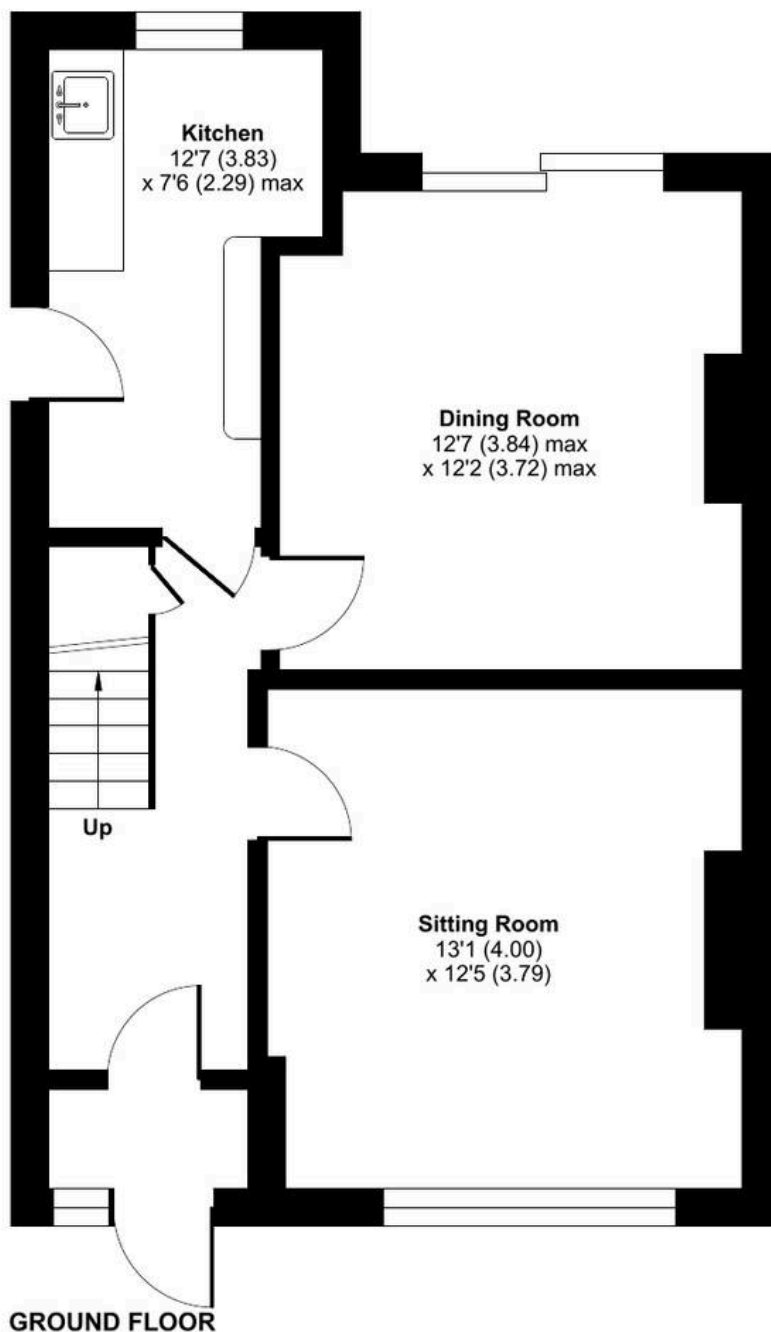 Kitchen
12'7 (3.83)
x 7'6 (2.29) max
Dining Room
12'7 (3.84) max
x 12'2 (3.72) max
Up
Sitting Room
13'1 (4.00)
x 12'5 (3.79)
GROUND FLOOR